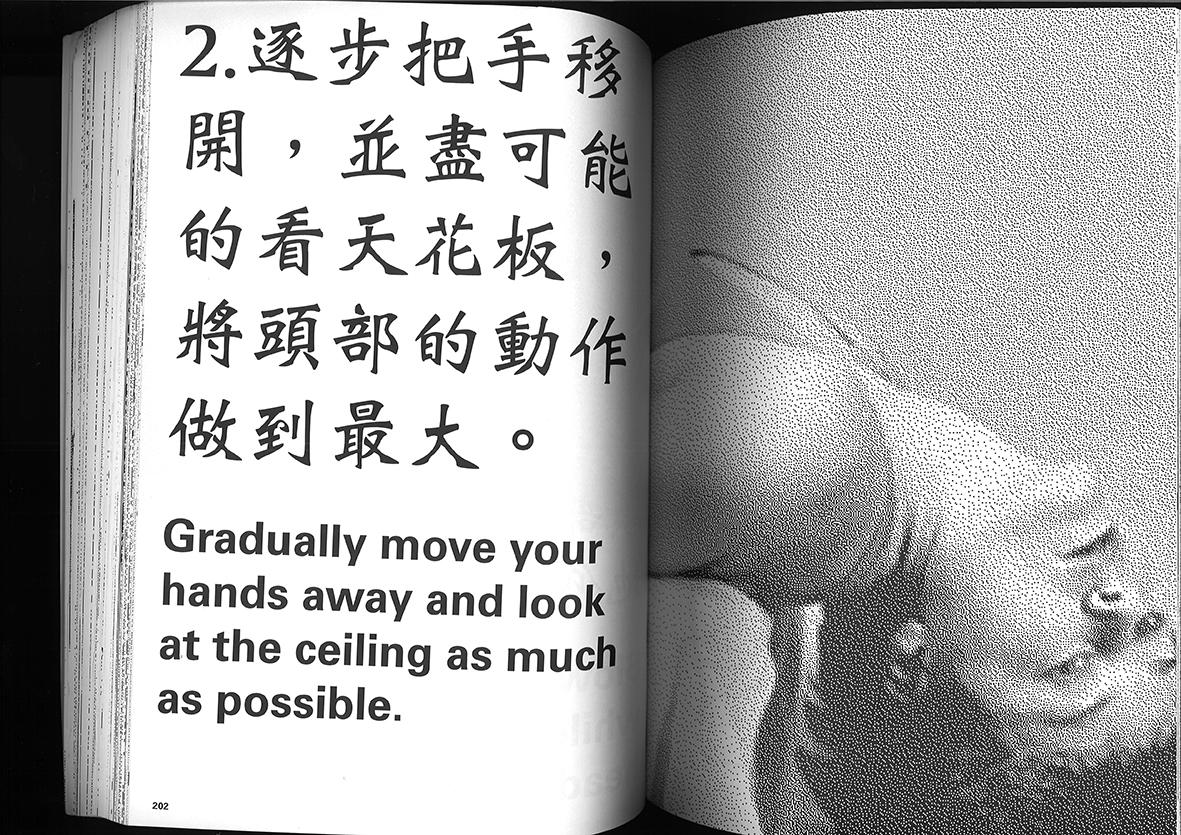 2.逐步把手移
開，並盡可能
的看天花板，
將頭部的動作
做到最大。
Gradually move your
hands away and look
at the ceiling as much
as possible.
202